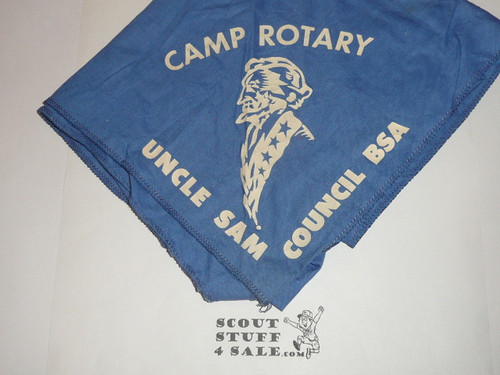 CAMP ROTARY
UNCLE SAM COUNCIL BSA
SCOUT
STUFF
4 SALE.com